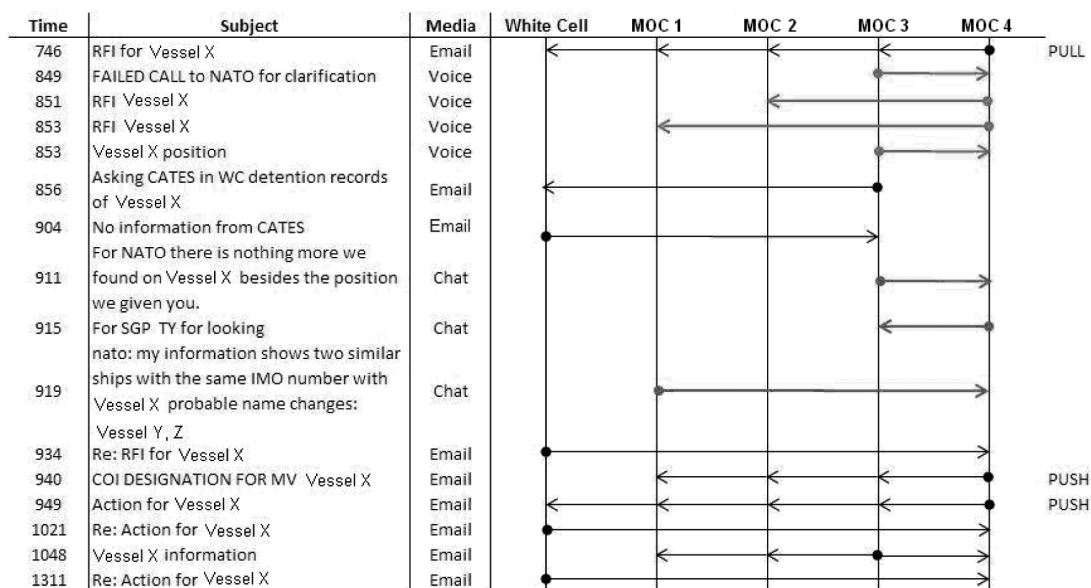 Time Subject Media White Cell MOC 1 MOC 2 MOC 3 MOC 4
746 RFI for Vessel X Email PULL
849 FAILED CALL to NATO for clarification Voice
851 RFI Vessel X Voice
853 RFI Vessel X Voice
853 Vessel X position Voice
Asking CATES in WC detention records
856 Email
of Vessel X
904 No information from CATES Email
For NATO there is nothing more we
911 found on Vessel X besides the position Chat
we given you.
915 For SGP TY for looking Chat
nato: my information shows two similar
ships with the same IMO number with
919 Chat
Vessel X probable name changes:
Vessel Y, Z
934 Re: RFI for Vessel X Email
940 COI DESIGNATION FOR MV Vessel X Email PUSH
949 Action for Vessel X Email PUSH
1021 Re: Action for Vessel X Email
1048 Vessel X information Email
1311 Re: Action for Vessel X Email